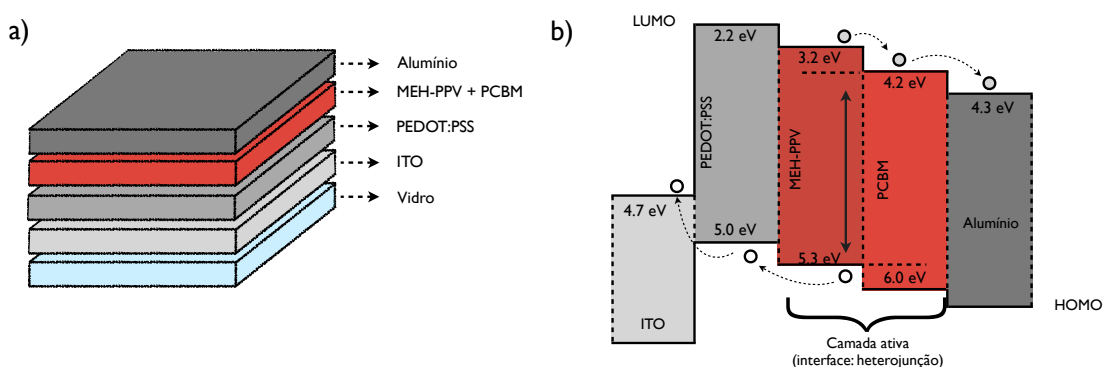 a)
Alumínio
MEH-PPV + PCBM
PEDOT:PSS
ITO
Vidro
b)
LUMO
2.2 eV
3.2 eV
4.2 eV
4.3 eV
PEDOT:PSS
MEH-PPV
PCBM
4.7 eV
5.0 eV
5.3 eV
6.0 eV
Alumínio
ITO
HOMO
Camada ativa
(interface: heterojunção)